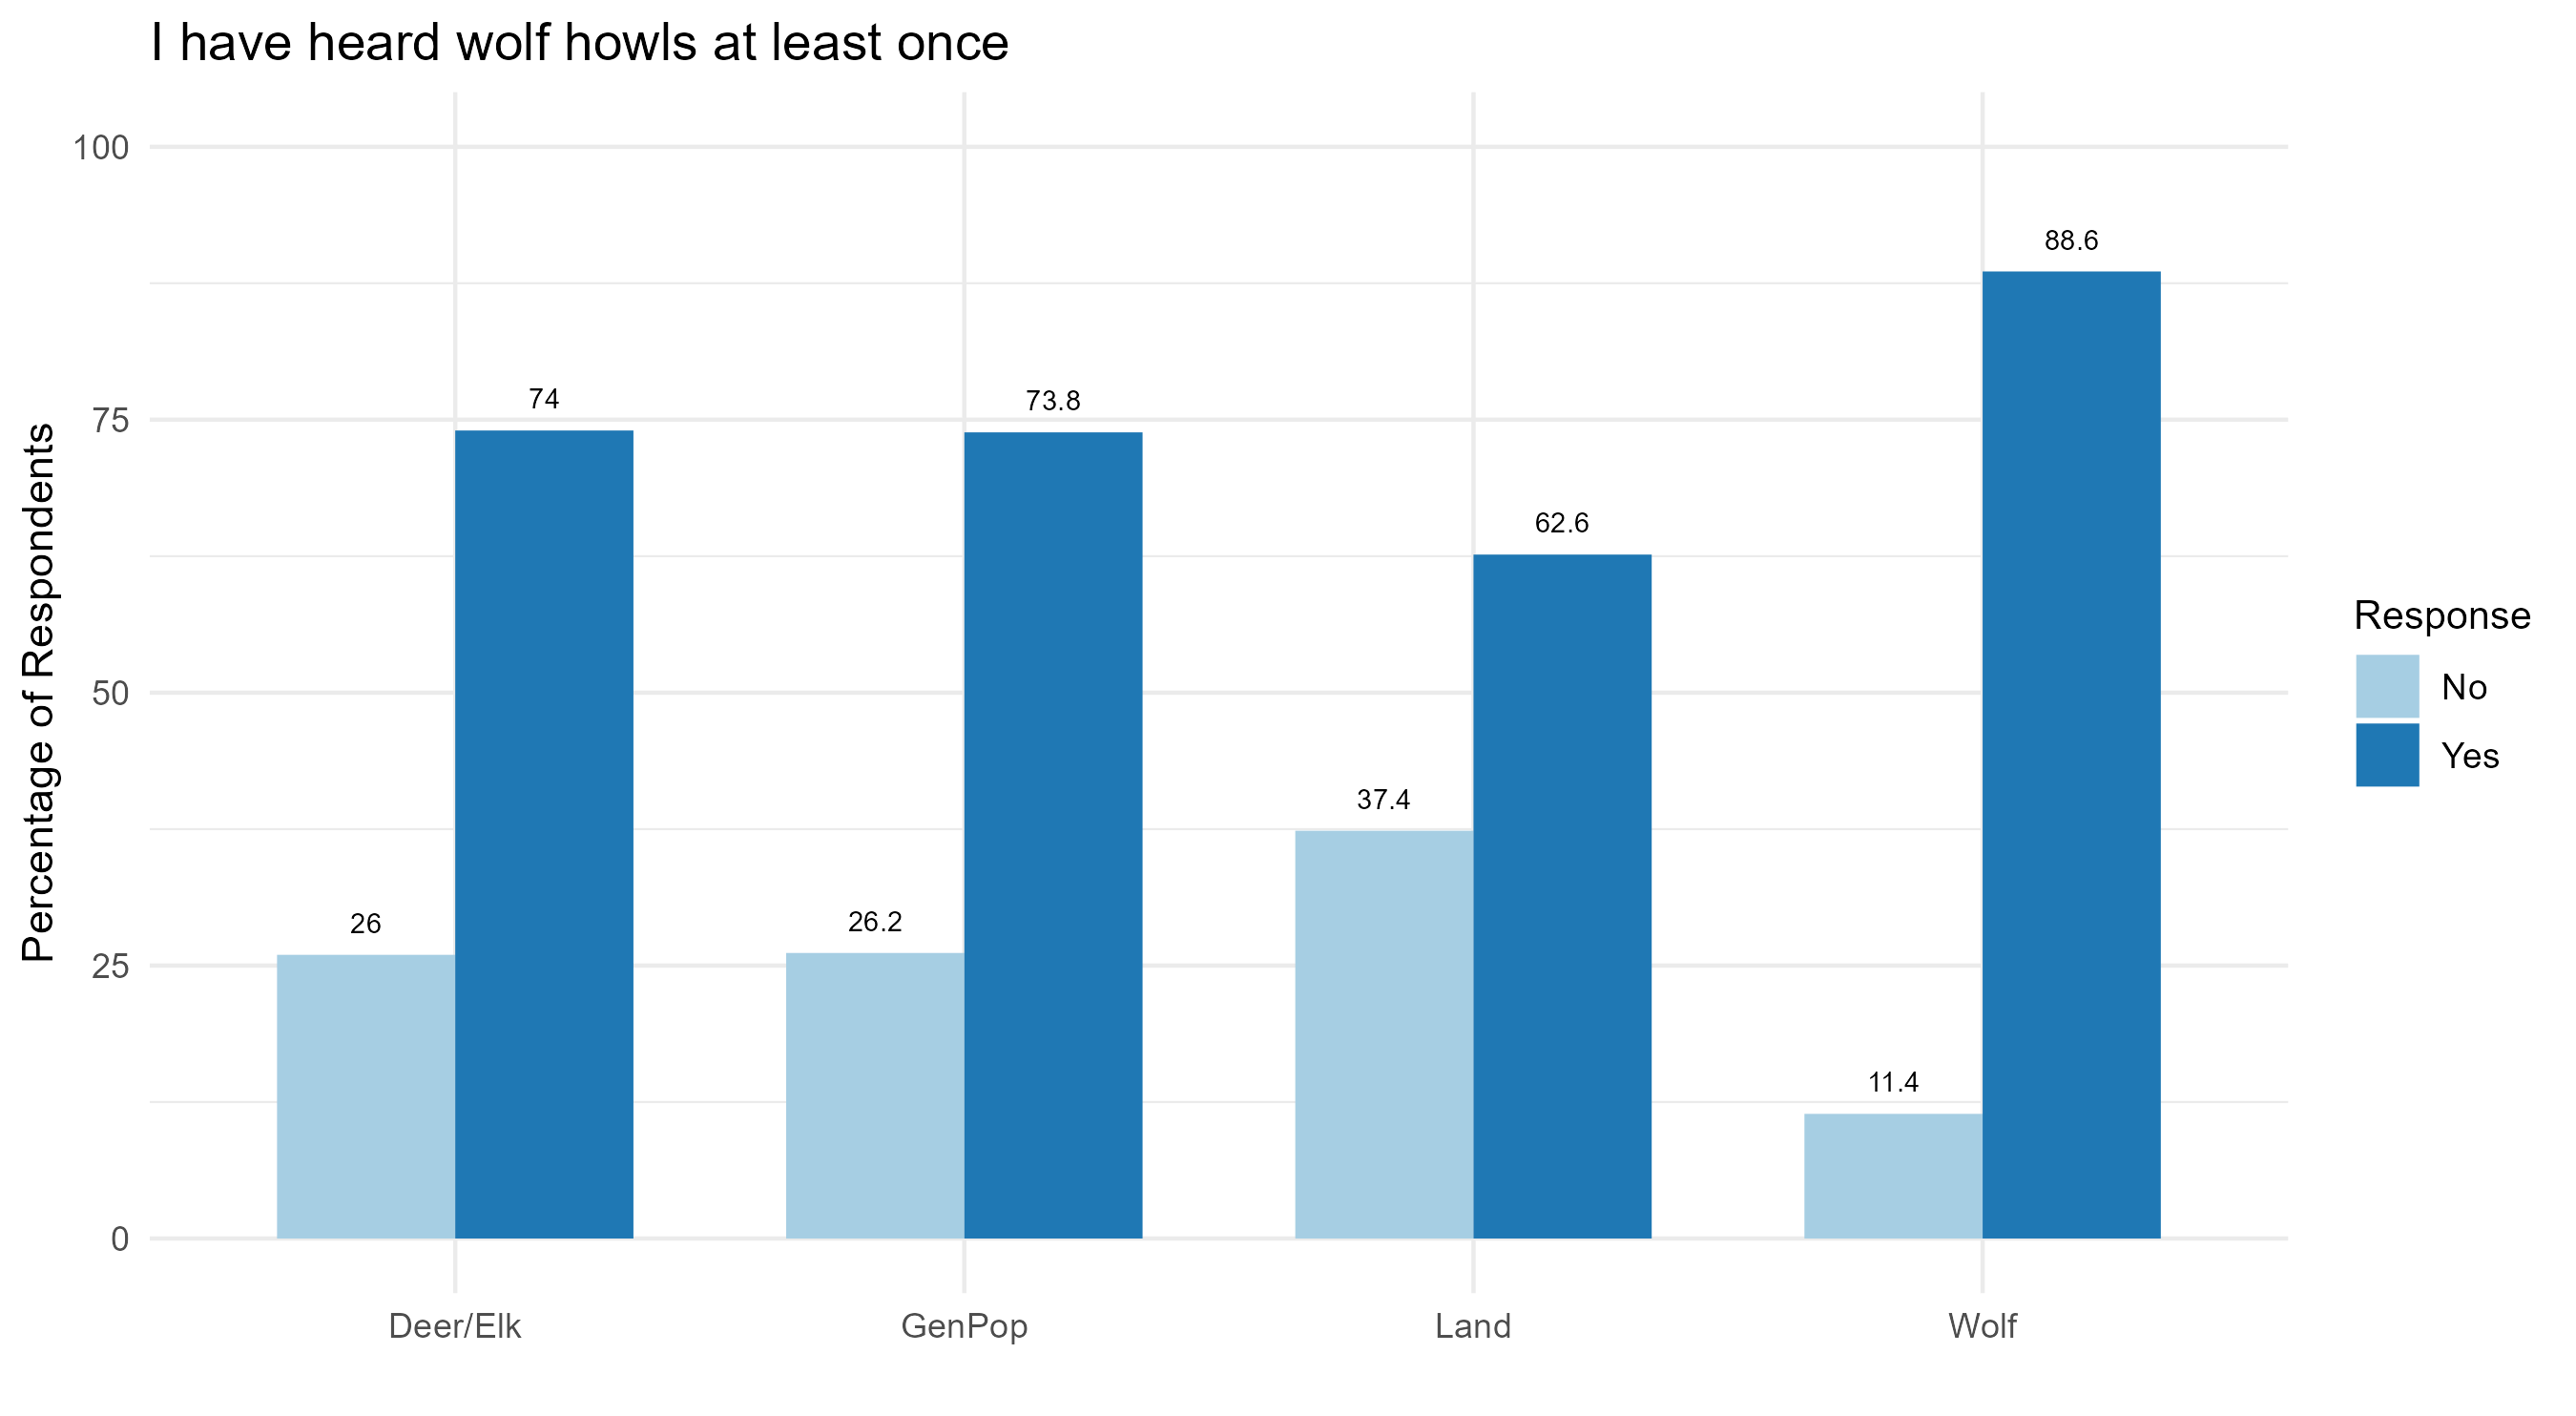 I have heard wolf howls at least once
Percentage of Respondents
100
75
50
25
0
26
74
26.2
73.8
37.4
62.6
11.4
88.6
Deer/Elk
GenPop
Land
Wolf
Response
No
Yes